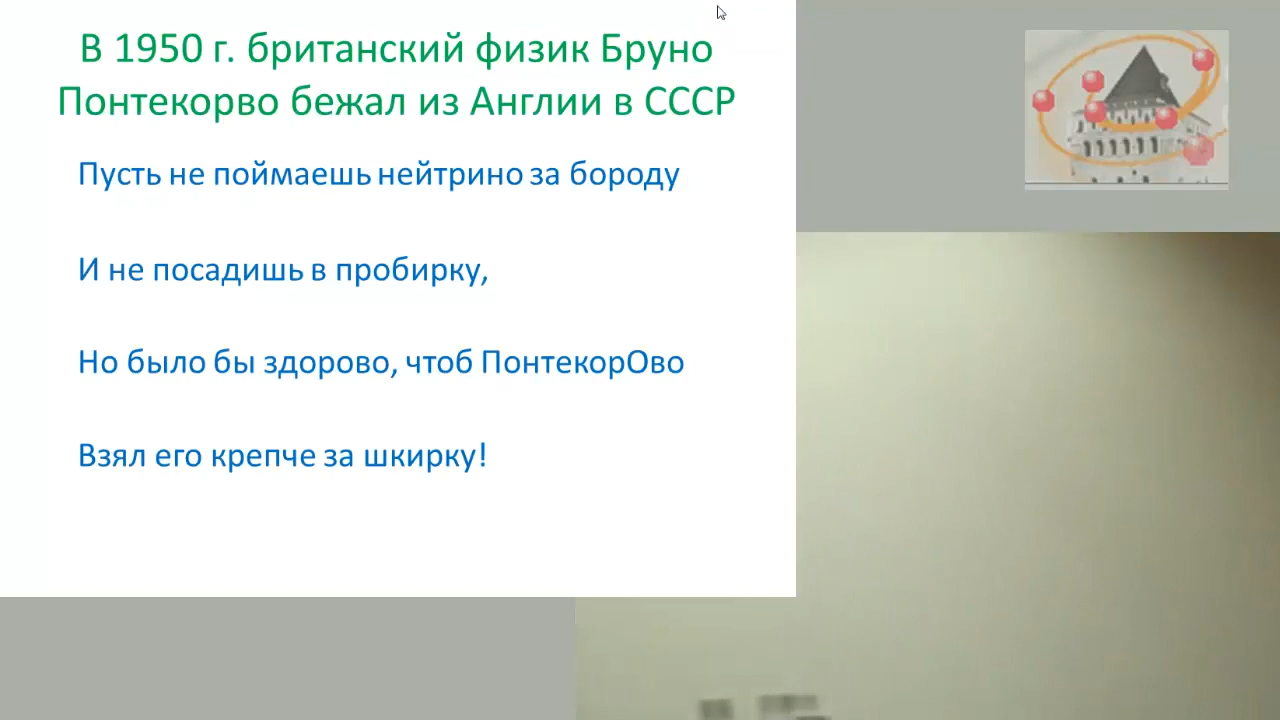 В 1950 г. британский физик Бруно
Понтекорво бежал из Англии в СССР
Пусть не поймаешь нейтрино за бороду
И не посадишь в пробирку,
Но было бы здорово, чтоб ПонтекорОво
Взял его крепче за шкирку!